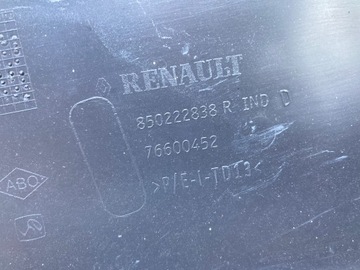 RENAULT
850222838 R IND D
76600452
>P/E-I-TD13<
ABO